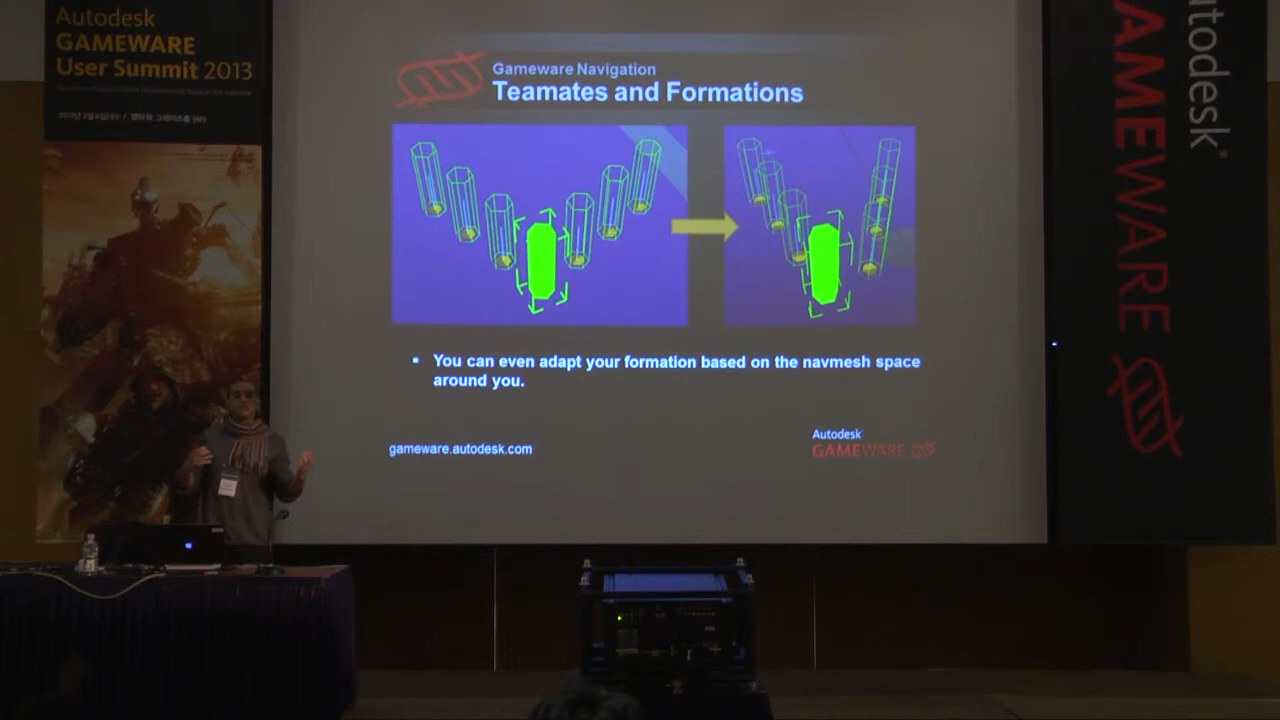 Autodesk
GAMEWARE
User Summit 2013
Gameware Navigation
Teamates and Formations
You can even adapt your formation based on the navmesh space
around you.
gameware.autodesk.com
Autodesk
GAMEWARE
Autodesk
GAMEWARE